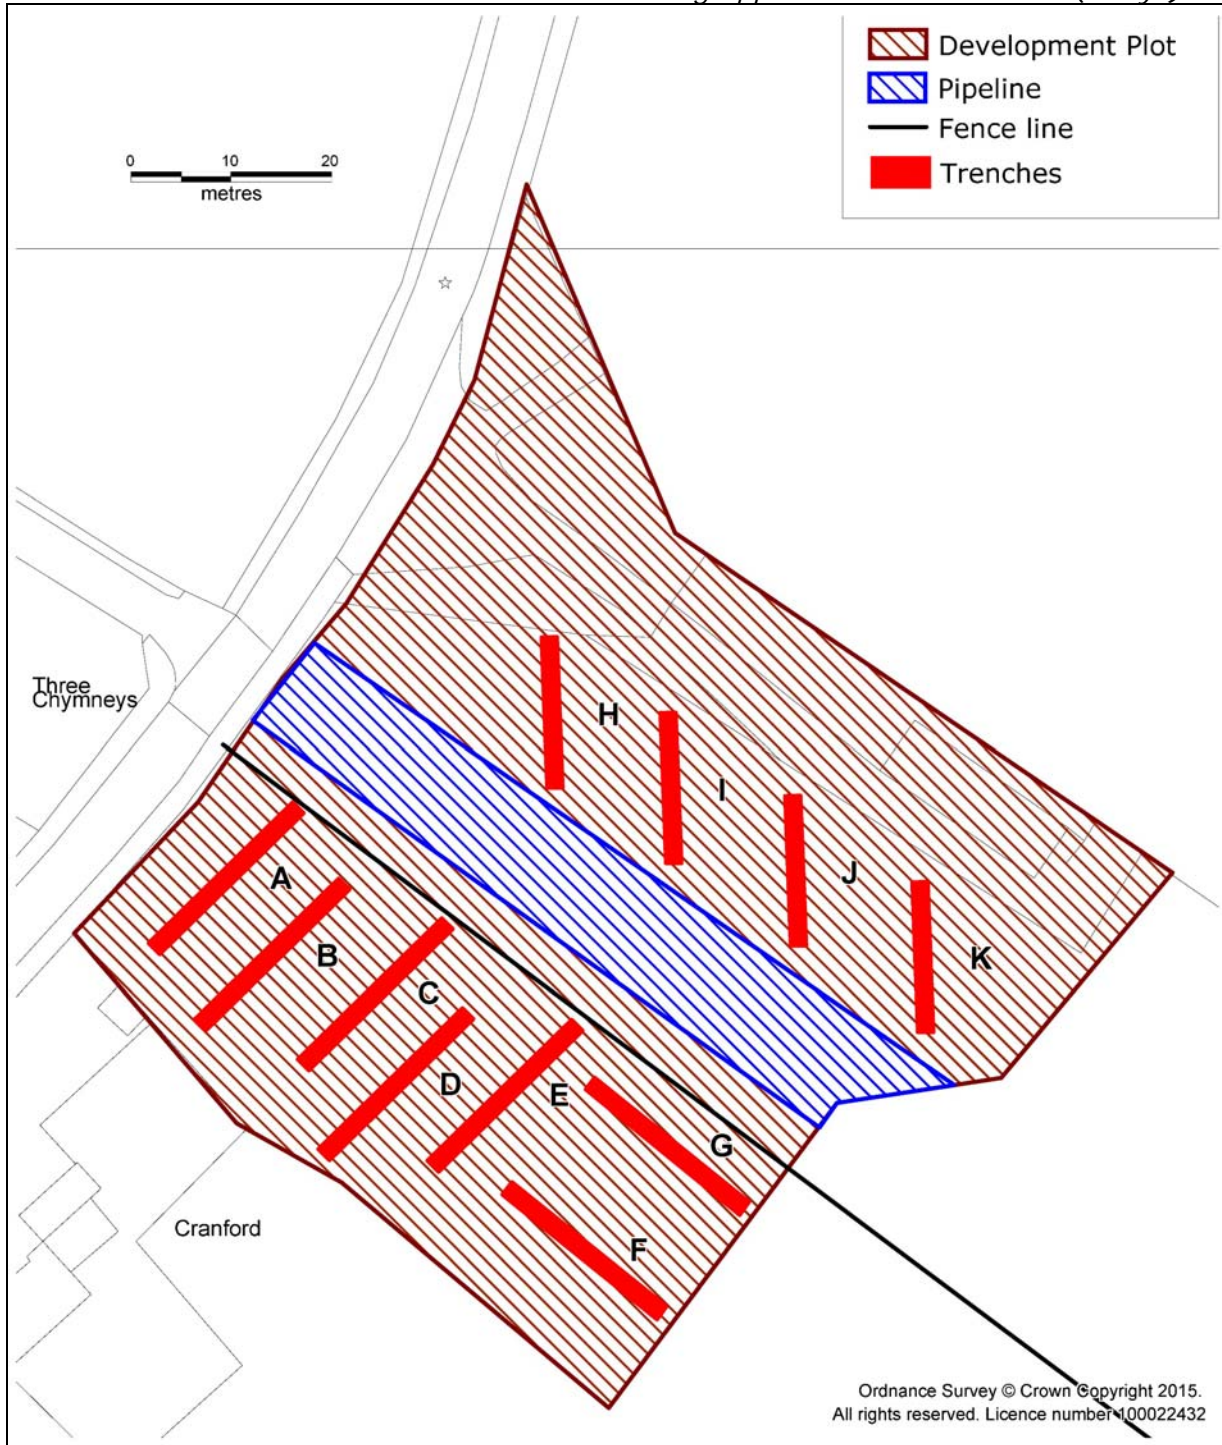 Development Plot
Pipeline
Fence line
Trenches
0 10 20
metres
H
I
J
K
Three
Chymneys
A
B
C
D
E
G
F
Cranford
Ordnance Survey © Crown Copyright 2015.
All rights reserved. Licence number 100022432